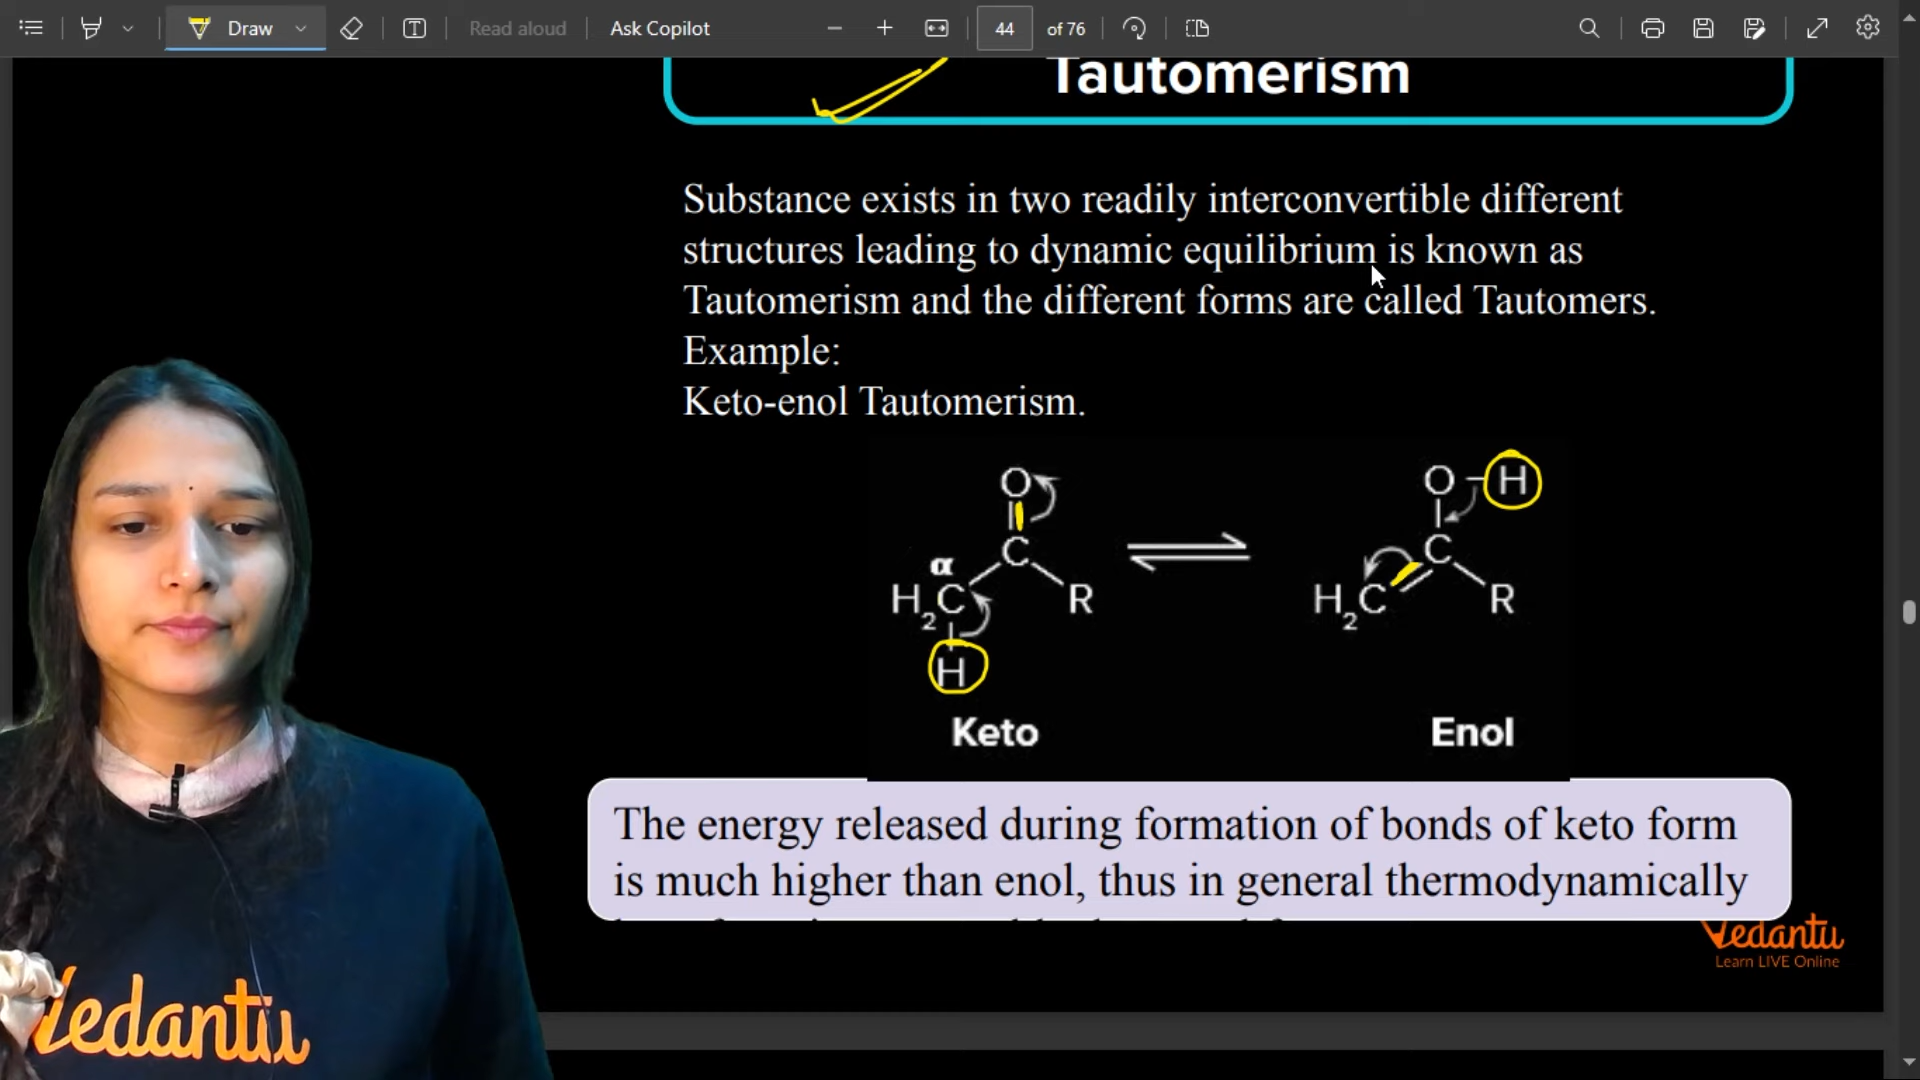 Draw
Read aloud
Ask Copilot
44
of 76
Tautomerism
Substance exists in two readily interconvertible different
structures leading to dynamic equilibrium is known as
Tautomerism and the different forms are called Tautomers.
Example:
Keto-enol Tautomerism.
O
C
α
H₂C
R
H
Keto
O-H
C
H₂C
R
Enol
The energy released during formation of bonds of keto form
is much higher than enol, thus in general thermodynamically
Vedantu
Learn LIVE Online
Vedantu